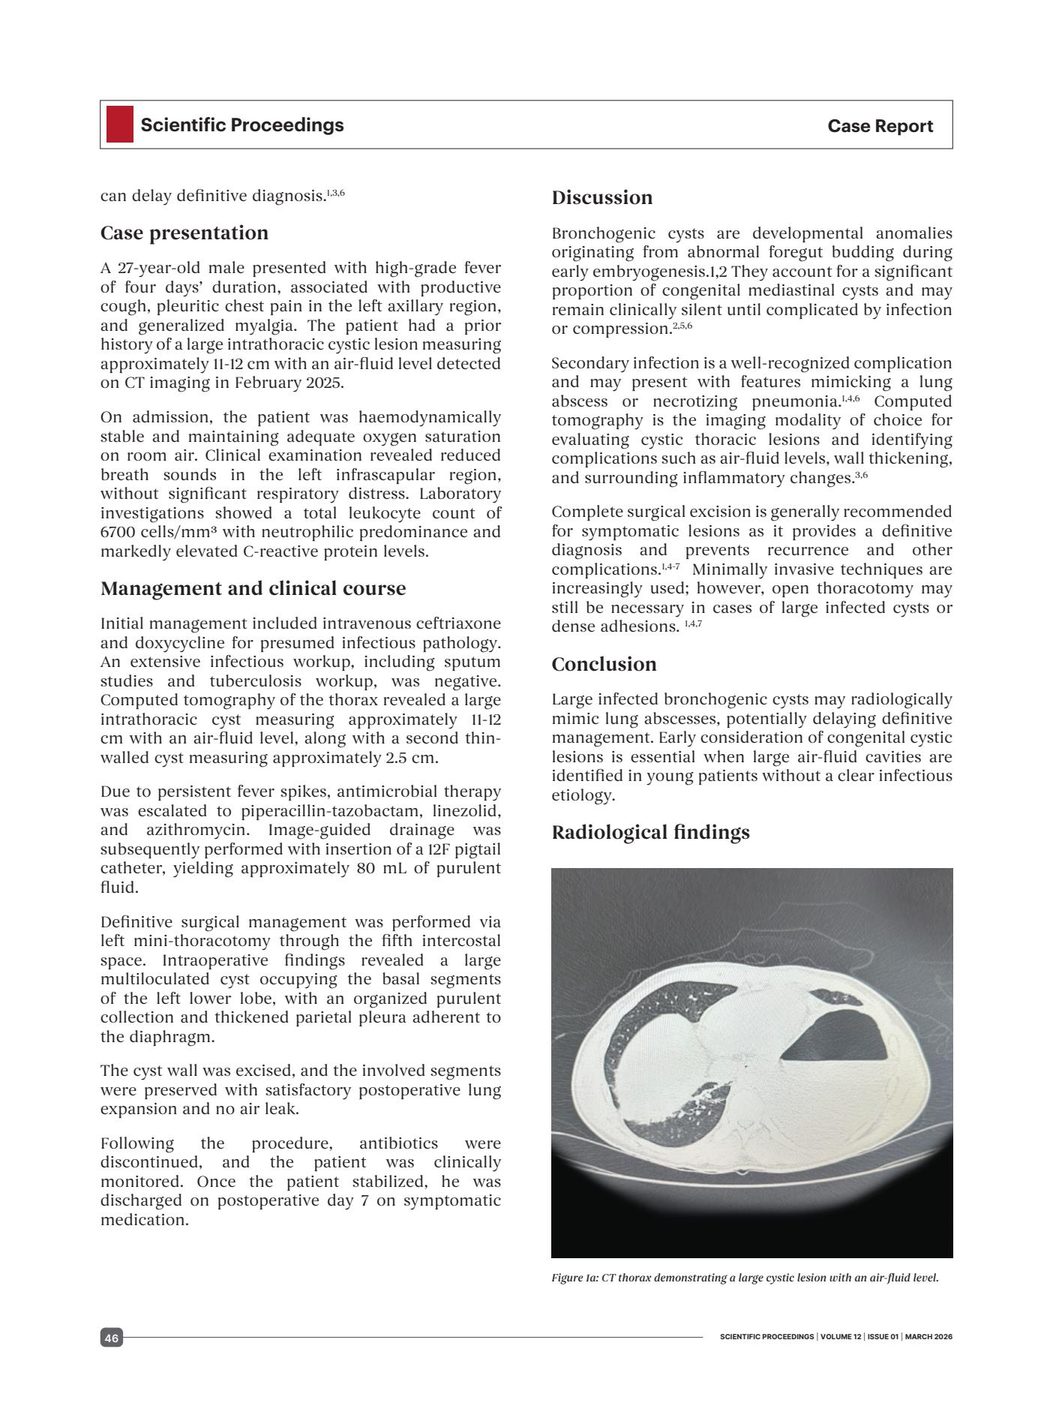 Scientific Proceedings
Case Report
can delay definitive diagnosis.1,3,6
Case presentation
A 27-year-old male presented with high-grade fever
of four days’ duration, associated with productive
cough, pleuritic chest pain in the left axillary region,
and generalized myalgia. The patient had a prior
history of a large intrathoracic cystic lesion measuring
approximately 11-12 cm with an air-fluid level detected
on CT imaging in February 2025.
On admission, the patient was haemodynamically
stable and maintaining adequate oxygen saturation
on room air. Clinical examination revealed reduced
breath sounds in the left infrascapular region,
without significant respiratory distress. Laboratory
investigations showed a total leukocyte count of
6700 cells/mm³ with neutrophilic predominance and
markedly elevated C-reactive protein levels.
Management and clinical course
Initial management included intravenous ceftriaxone
and doxycycline for presumed infectious pathology.
An extensive infectious workup, including sputum
studies and tuberculosis workup, was negative.
Computed tomography of the thorax revealed a large
intrathoracic cyst measuring approximately 11-12
cm with an air-fluid level, along with a second thin-
walled cyst measuring approximately 2.5 cm.
Due to persistent fever spikes, antimicrobial therapy
was escalated to piperacillin-tazobactam, linezolid,
and azithromycin. Image-guided drainage was
subsequently performed with insertion of a 12F pigtail
catheter, yielding approximately 80 mL of purulent
fluid.
Definitive surgical management was performed via
left mini-thoracotomy through the fifth intercostal
space. Intraoperative findings revealed a large
multiloculated cyst occupying the basal segments
of the left lower lobe, with an organized purulent
collection and thickened parietal pleura adherent to
the diaphragm.
The cyst wall was excised, and the involved segments
were preserved with satisfactory postoperative lung
expansion and no air leak.
Following the procedure, antibiotics were
discontinued, and the patient was clinically
monitored. Once the patient stabilized, he was
discharged on postoperative day 7 on symptomatic
medication.
Discussion
Bronchogenic cysts are developmental anomalies
originating from abnormal foregut budding during
early embryogenesis.1,2 They account for a significant
proportion of congenital mediastinal cysts and may
remain clinically silent until complicated by infection
or compression.2,5,6
Secondary infection is a well-recognized complication
and may present with features mimicking a lung
abscess or necrotizing pneumonia.1,4,6 Computed
tomography is the imaging modality of choice for
evaluating cystic thoracic lesions and identifying
complications such as air-fluid levels, wall thickening,
and surrounding inflammatory changes.3,6
Complete surgical excision is generally recommended
for symptomatic lesions as it provides a definitive
diagnosis and prevents recurrence and other
complications.1,4-7 Minimally invasive techniques are
increasingly used; however, open thoracotomy may
still be necessary in cases of large infected cysts or
dense adhesions. 1,4,7
Conclusion
Large infected bronchogenic cysts may radiologically
mimic lung abscesses, potentially delaying definitive
management. Early consideration of congenital cystic
lesions is essential when large air-fluid cavities are
identified in young patients without a clear infectious
etiology.
Radiological findings
Figure 1a: CT thorax demonstrating a large cystic lesion with an air-fluid level.
46
SCIENTIFIC PROCEEDINGS | VOLUME 12 | ISSUE 01 | MARCH 2026